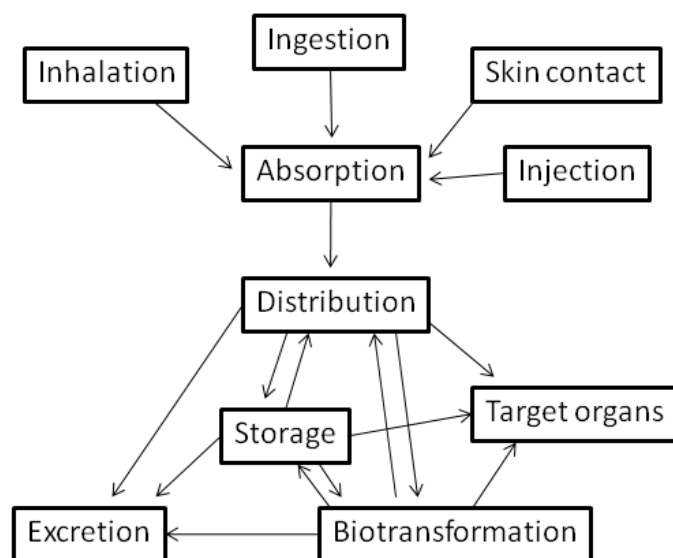 Ingestion
Inhalation
Skin contact
Absorption
Injection
Distribution
Target organs
Storage
Excretion
Biotransformation